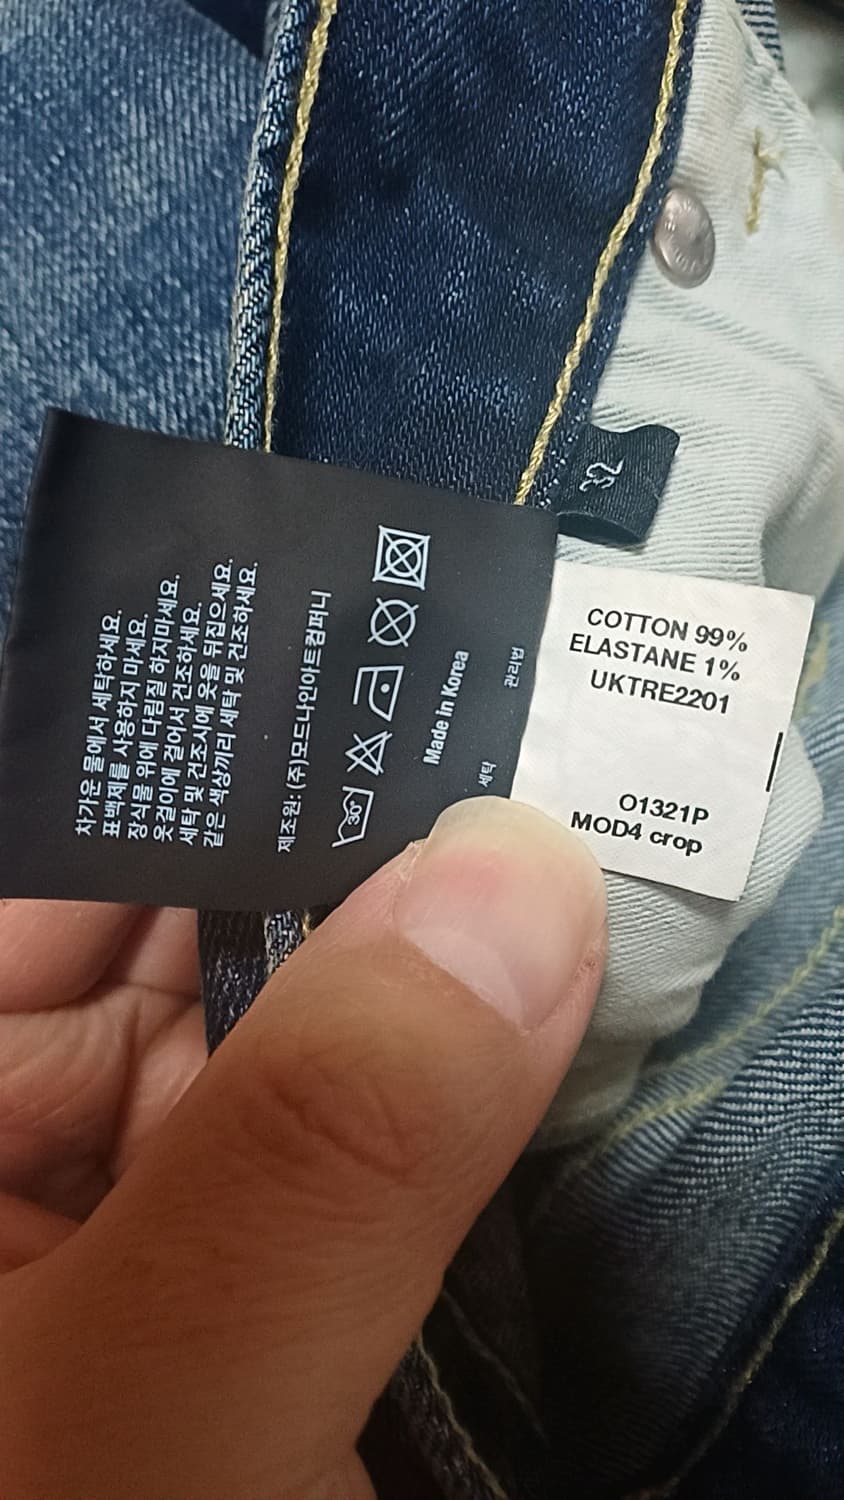 32
COTTON 99%
ELASTANE 1%
UKTRE2201
O1321P
MOD4 crop
세탁
관리법
Made in Korea
30°
제조원: (주)모드나인아트컴퍼니
차가운 물에서 세탁하세요.
표백제를 사용하지 마세요.
장식물 위에 다림질 하지마세요.
옷걸이에 걸어서 건조하세요.
세탁 및 건조시에 옷을 뒤집으세요.
같은 색상끼리 세탁 및 건조하세요.